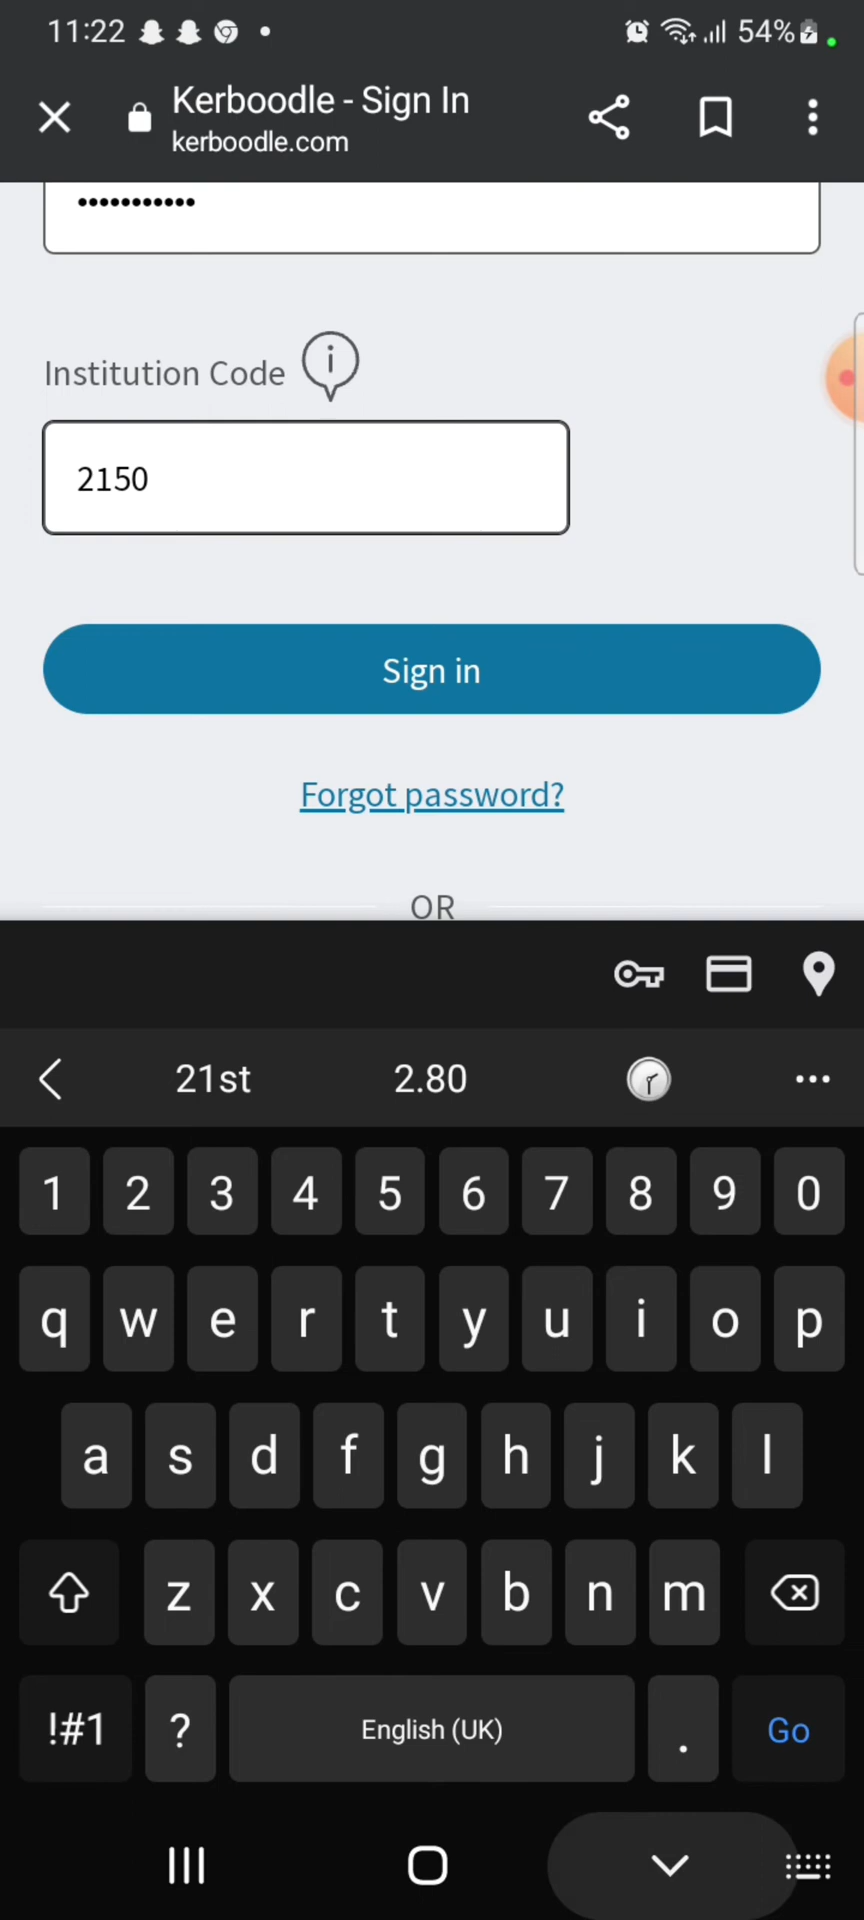 11:22 54%
Kerboodle - Sign In
kerboodle.com
•••••••••••
Institution Code i
2150
Sign in
Forgot password?
OR
21st 2.80 ...
1 2 3 4 5 6 7 8 9 0
q w e r t y u i o p
a s d f g h j k l
z x c v b n m
!#1 ? English (UK) . Go